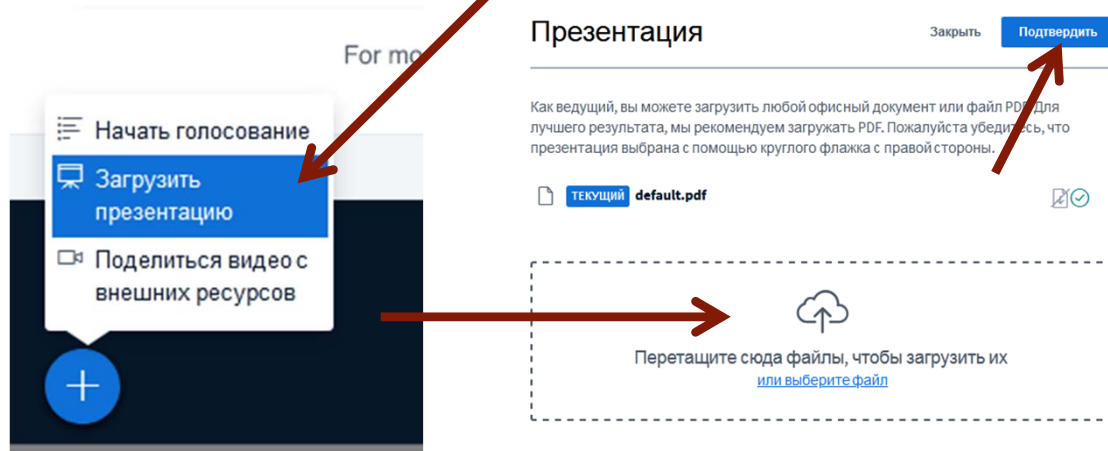 For mo
Начать голосование
Загрузить
презентацию
Поделиться видео с
внешних ресурсов
Презентация
Закрыть
Подтвердить
Как ведущий, вы можете загрузить любой офисный документ или файл PDF. Для
лучшего результата, мы рекомендуем загружать PDF. Пожалуйста убедитесь, что
презентация выбрана с помощью круглого флажка с правой стороны.
ТЕКУЩИЙ default.pdf
Перетащите сюда файлы, чтобы загрузить их
или выберите файл